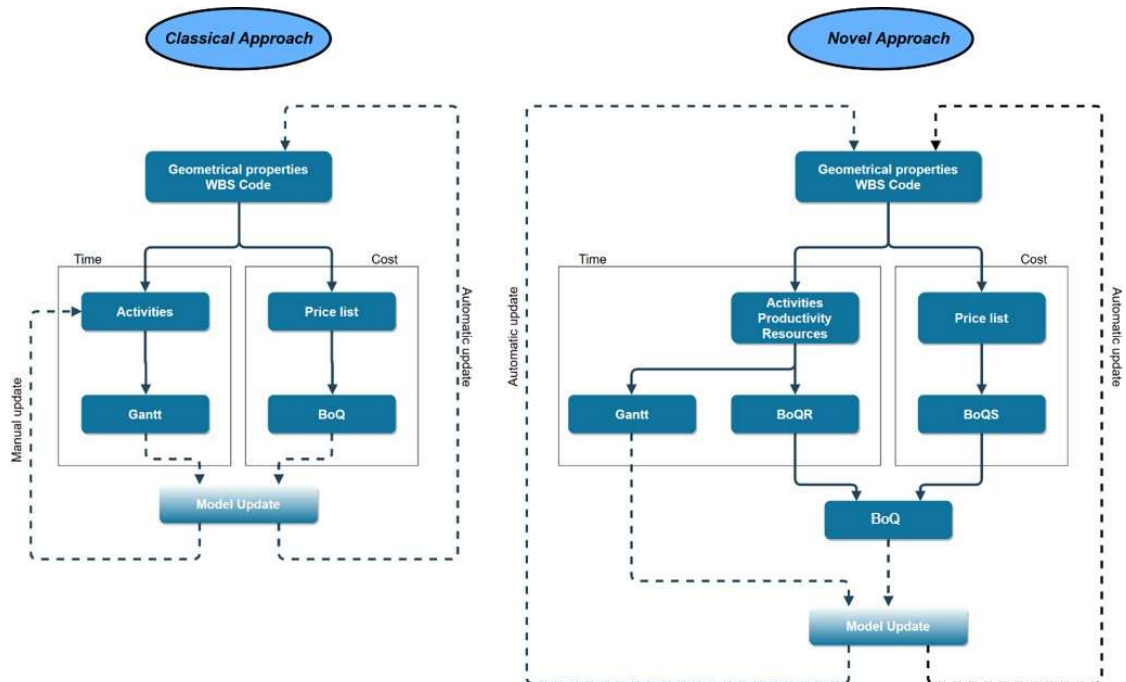 Classical Approach
Geometrical properties
WBS Code
Time
Cost
Activities
Price list
Gantt
BoQ
Model Update
Manual update
Automatic update
Novel Approach
Geometrical properties
WBS Code
Time
Cost
Activities
Productivity
Resources
Price list
Gantt
BoQR
BoQS
BoQ
Model Update
Automatic update
Automatic update